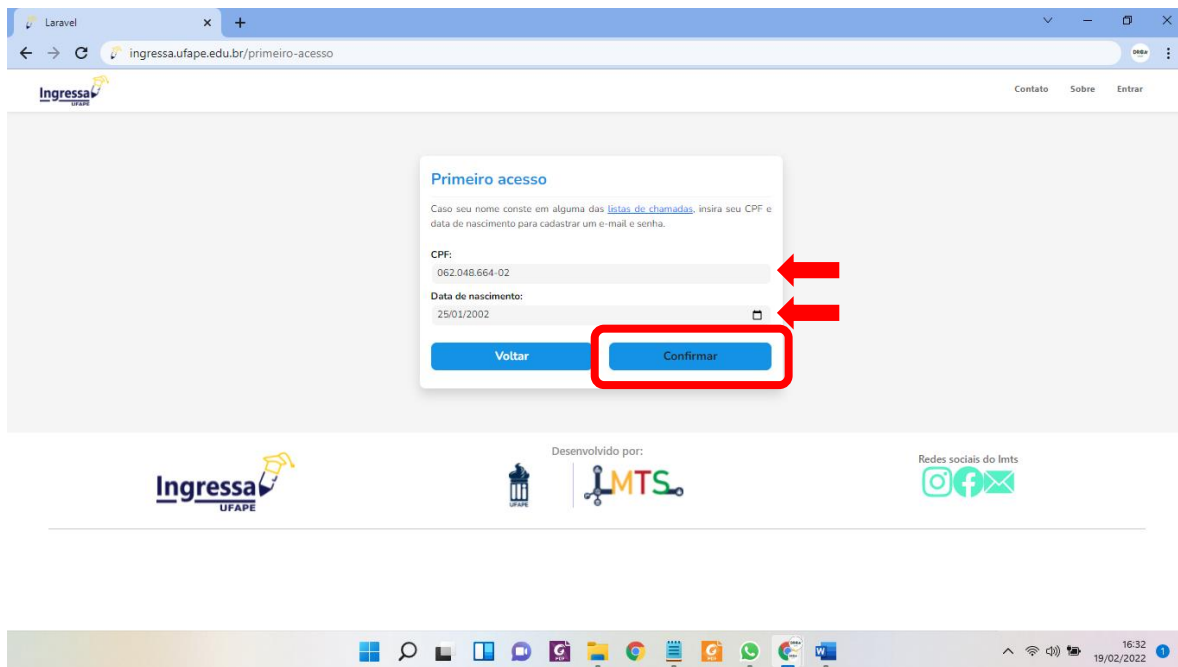 Laravel
ingressa.ufape.edu.br/primeiro-acesso
Ingressa
UFAPE
Contato Sobre Entrar
Primeiro acesso
Caso seu nome conste em alguma das listas de chamadas, insira seu CPF e
data de nascimento para cadastrar um e-mail e senha.
CPF:
062.048.664-02
Data de nascimento:
25/01/2002
Voltar Confirmar
Ingressa
UFAPE
Desenvolvido por:
UFAPE
LMTS
Redes sociais do lmts
16:32
19/02/2022
1